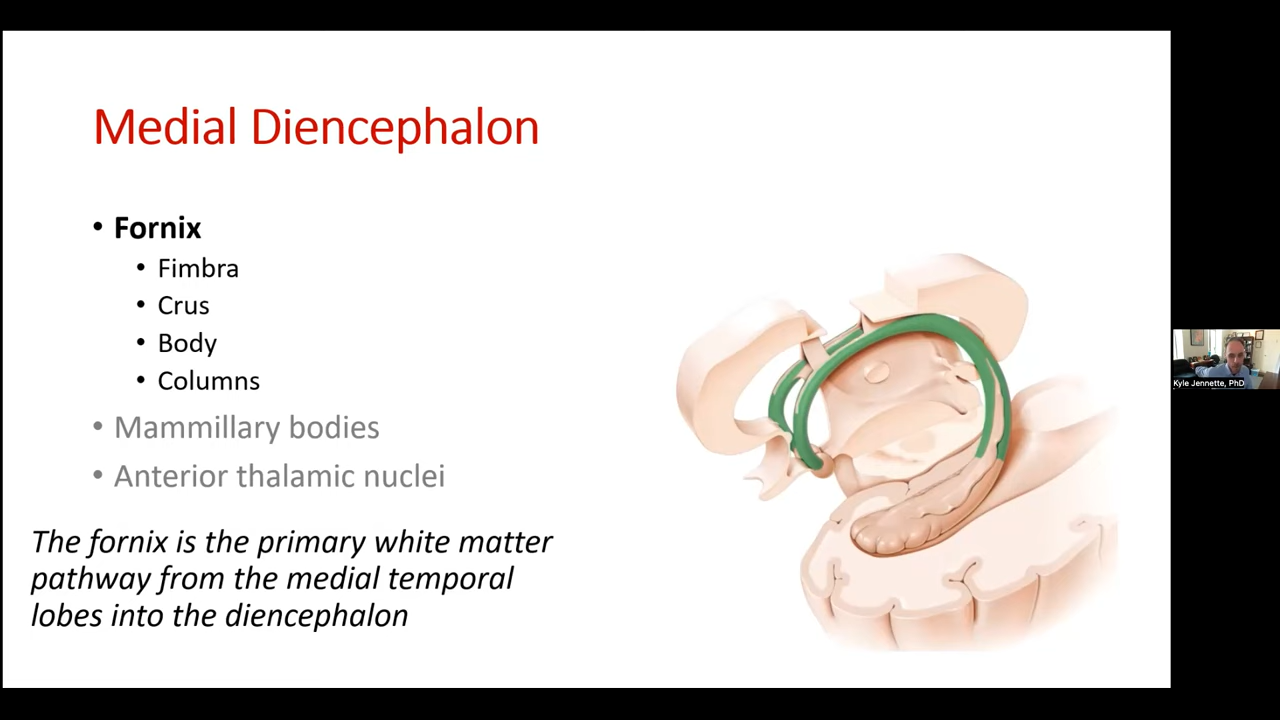 Medial Diencephalon
• Fornix
• Fimbra
• Crus
• Body
• Columns
• Mammillary bodies
• Anterior thalamic nuclei
The fornix is the primary white matter
pathway from the medial temporal
lobes into the diencephalon
Kyle Jennette, PhD